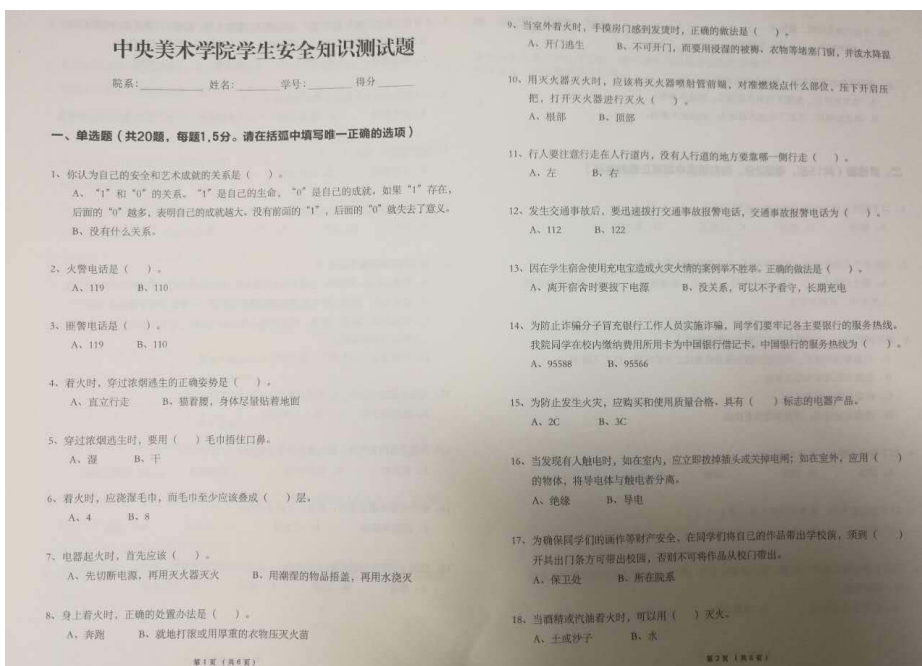 中央美术学院学生安全知识测试题
院系：__________ 姓名：_______ 学号：_______ 得分______
一、单选题（共20题，每题1.5分。请在括弧中填写唯一正确的选项）
1、你认为自己的安全和艺术成就的关系是（ ）。
A、“1”和“0”的关系。“1”是自己的生命，“0”是自己的成就。如果“1”存在，
后面的“0”越多，表明自己的成就越大。没有前面的“1”，后面的“0”就失去了意义。
B、没有什么关系。
2、火警电话是（ ）。
A、119 B、110
3、匪警电话是（ ）。
A、119 B、110
4、着火时，穿过浓烟逃生的正确姿势是（ ）。
A、直立行走 B、猫着腰，身体尽量贴着地面
5、穿过浓烟逃生时，要用（ ）毛巾捂住口鼻。
A、湿 B、干
6、着火时，应浇湿毛巾，而毛巾至少应该叠成（ ）层。
A、4 B、8
7、电器起火时，首先应该（ ）。
A、先切断电源，再用灭火器灭火 B、用潮湿的物品捂盖，再用水浇灭
8、身上着火时，正确的处置办法是（ ）。
A、奔跑 B、就地打滚或用厚重的衣物压灭火苗
第1页（共6页）
9、当室外着火时，手摸房门感到发烫时，正确的做法是（ ）。
A、开门逃生 B、不可开门，而要用浸湿的被褥、衣物等堵塞门窗，并泼水降温
10、用灭火器灭火时，应该将灭火器喷射管前端，对准燃烧点什么部位，压下开启压
把，打开灭火器进行灭火（ ）。
A、根部 B、顶部
11、行人要注意行走在人行道内，没有人行道的地方要靠哪一侧行走（ ）。
A、左 B、右
12、发生交通事故后，要迅速拨打交通事故报警电话，交通事故报警电话为（ ）。
A、112 B、122
13、因在学生宿舍使用充电宝造成火灾火情的案例举不胜举。正确的做法是（ ）。
A、离开宿舍时要拔下电源 B、没关系，可以不予看守，长期充电
14、为防止诈骗分子冒充银行工作人员实施诈骗，同学们要牢记各主要银行的服务热线。
我院同学在校内缴纳费用所用卡为中国银行借记卡。中国银行的服务热线为（ ）。
A、95588 B、95566
15、为防止发生火灾，应购买和使用质量合格、具有（ ）标志的电器产品。
A、2C B、3C
16、当发现有人触电时，如在室内，应立即拔掉插头或关掉电闸；如在室外，应用（ ）
的物体，将导电体与触电者分离。
A、绝缘 B、导电
17、为确保同学们的画作等财产安全，在同学们将自己的作品带出学校前，须到（ ）
开具出门条方可带出校园，否则不可将作品从校门带出。
A、保卫处 B、所在院系
18、当酒精或汽油着火时，可以用（ ）灭火。
A、土或沙子 B、水
第2页（共6页）